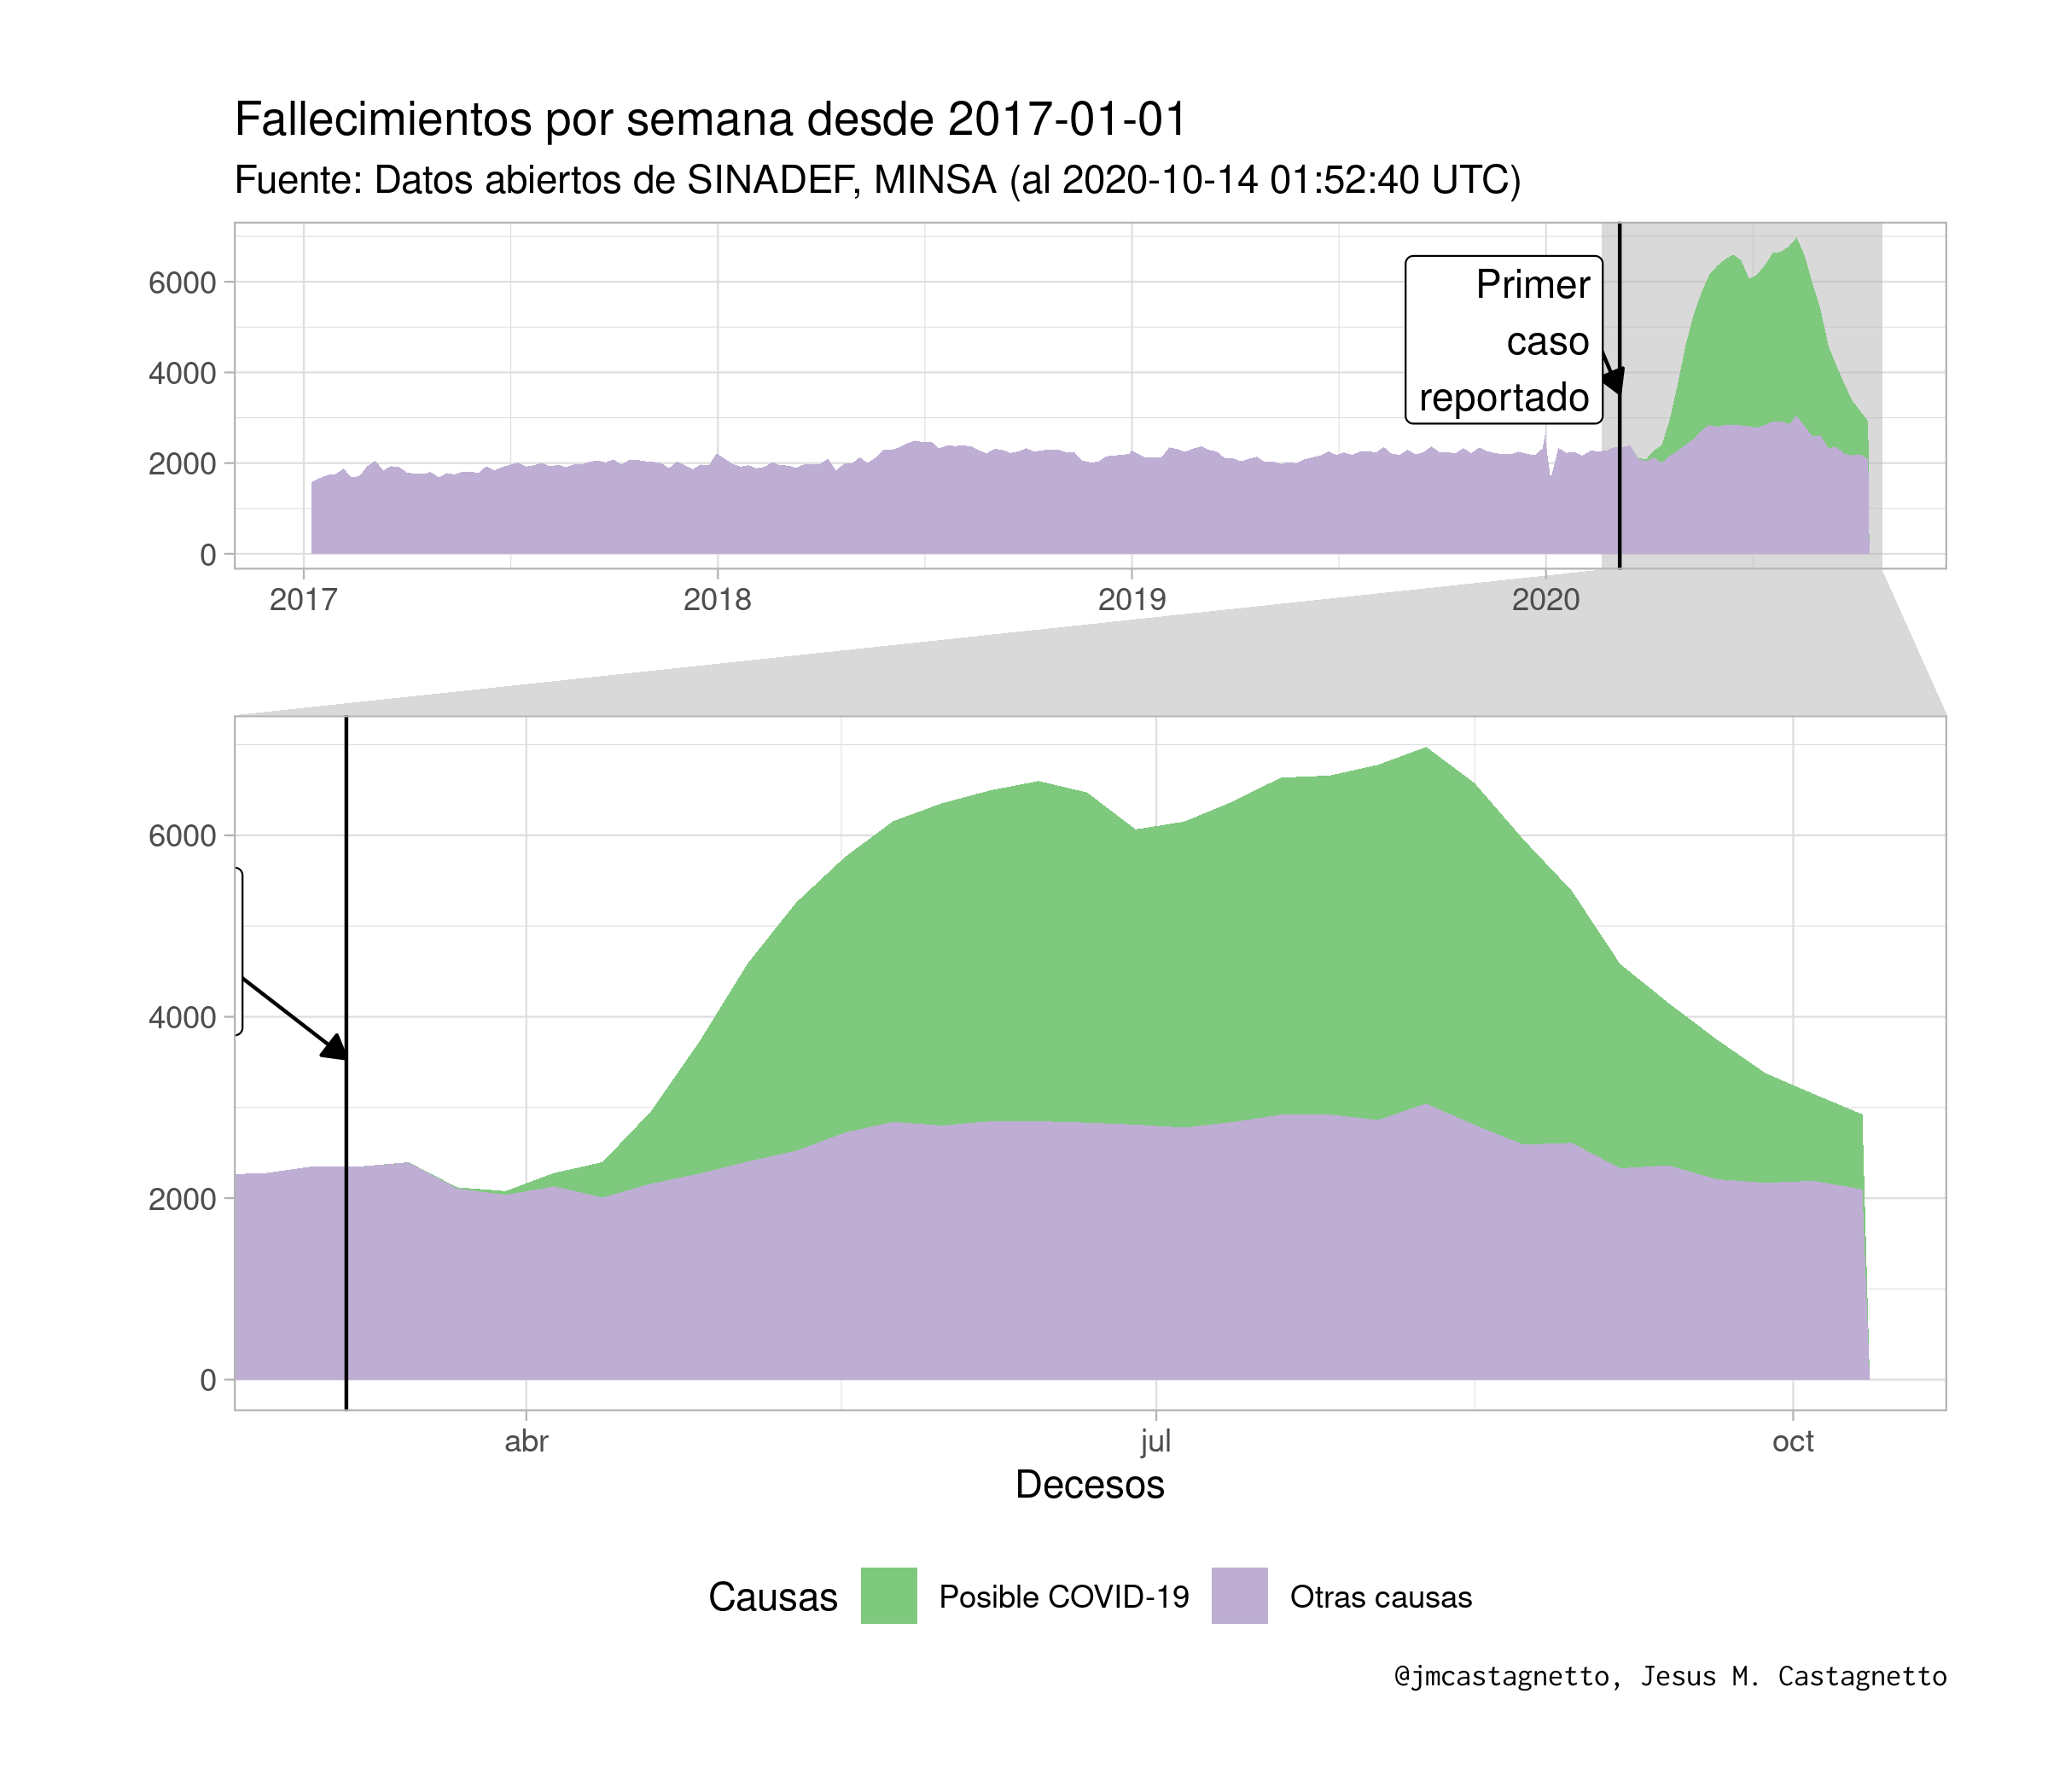 Fallecimientos por semana desde 2017-01-01
Fuente: Datos abiertos de SINADEF, MINSA (al 2020-10-14 01:52:40 UTC)
6000
4000
2000
0
Primer
caso
reportado
2017
2018
2019
2020
6000
4000
2000
0
abr
jul
oct
Decesos
Causas
Posible COVID-19
Otras causas
@jmcastagnetto, Jesus M. Castagnetto